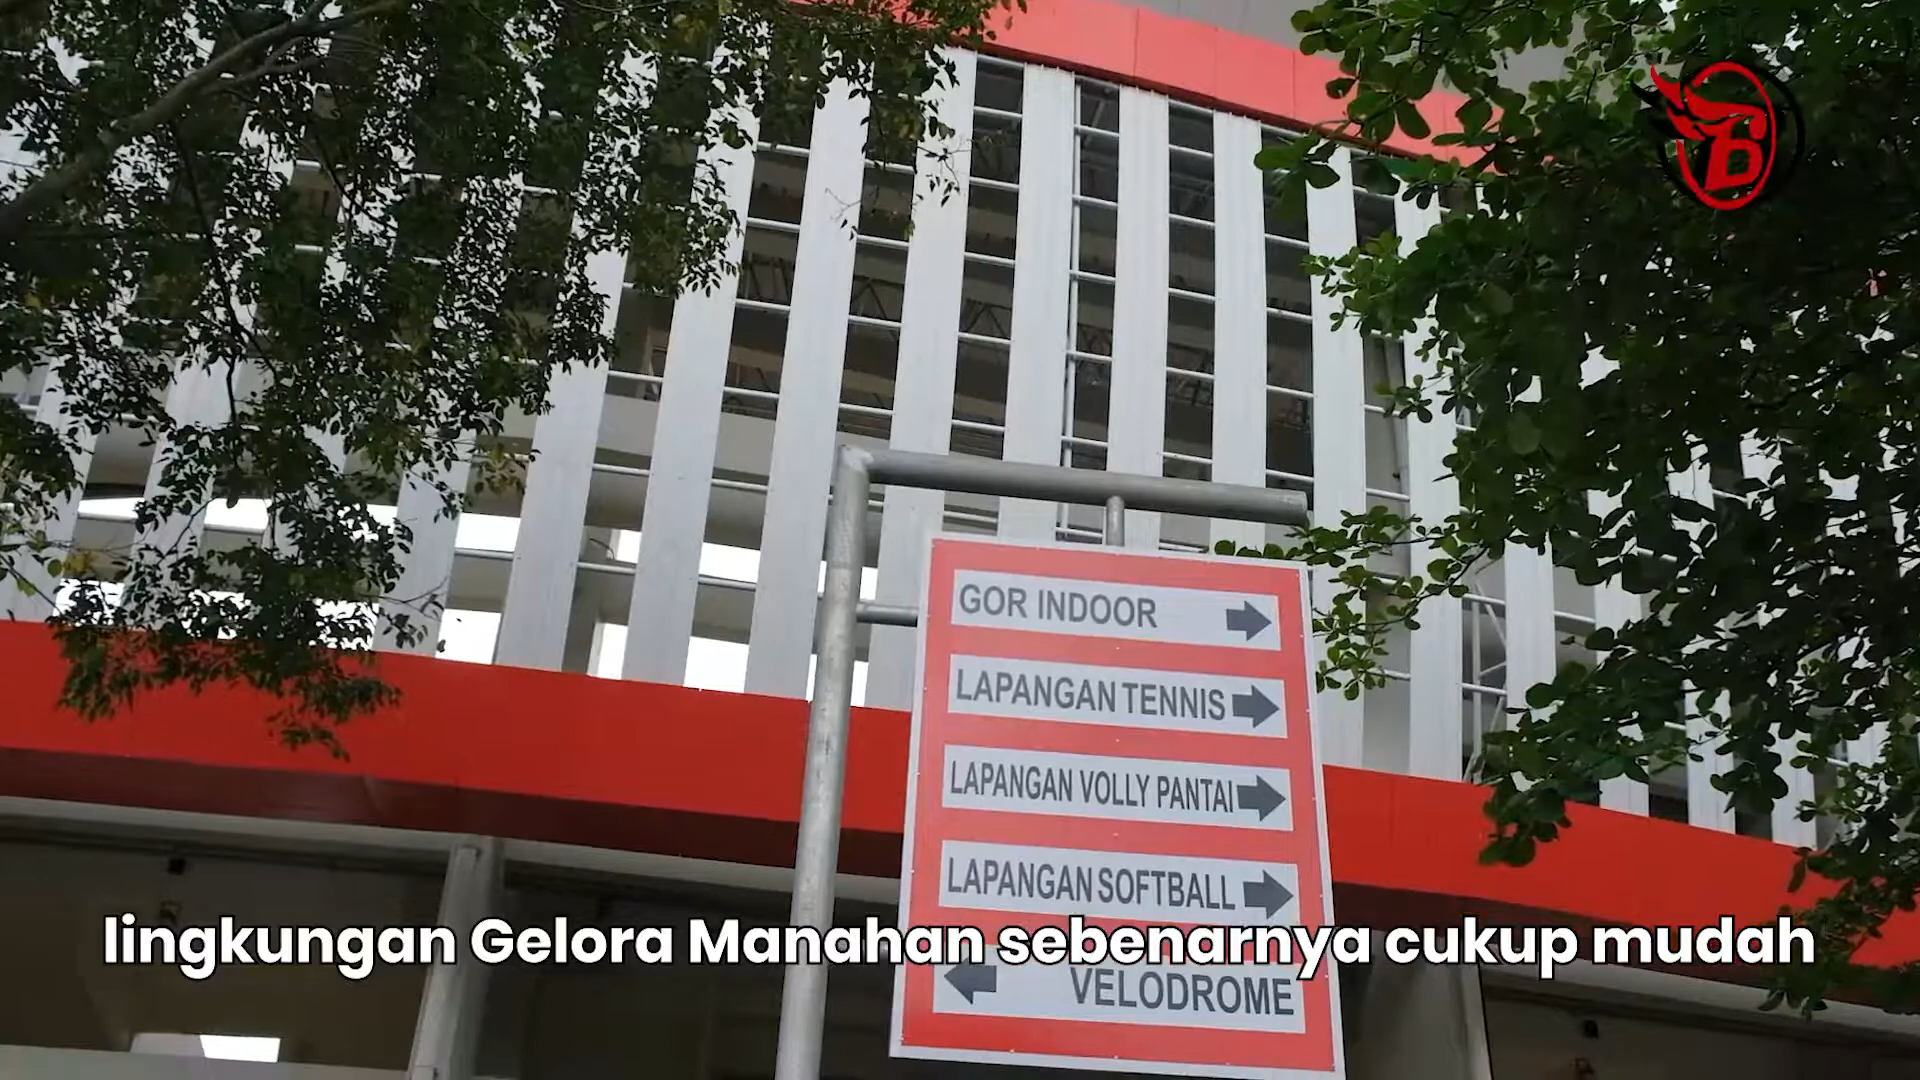 GOR INDOOR
LAPANGAN TENNIS
LAPANGAN VOLLY PANTAI
LAPANGAN SOFTBALL
lingkungan Gelora Manahan sebenarnya cukup mudah
VELODROME